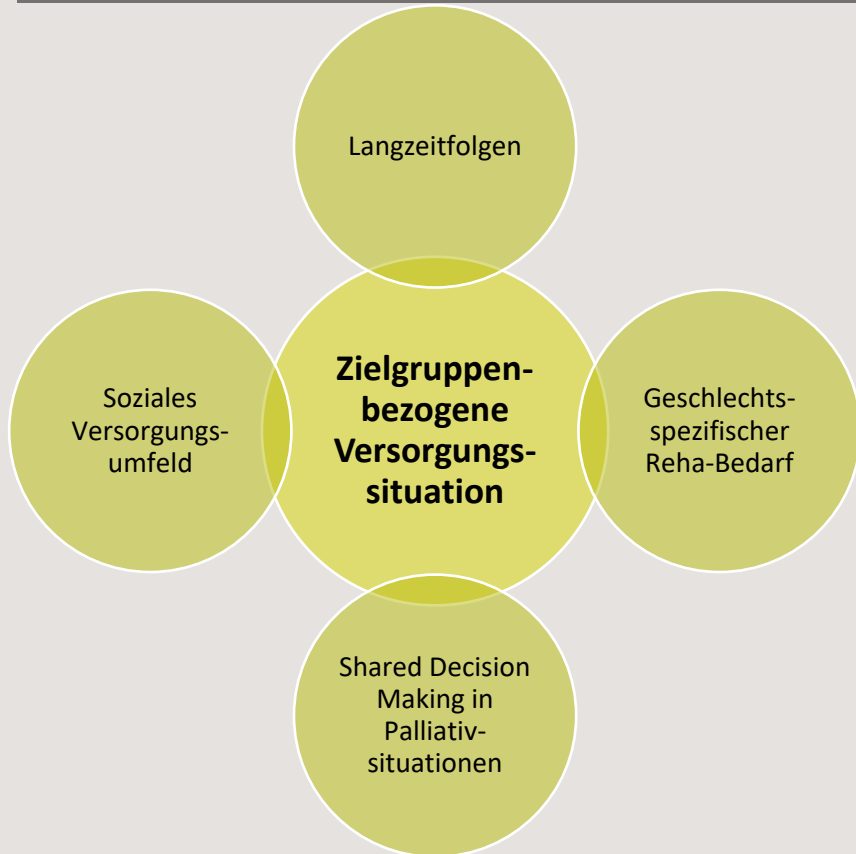 Langzeitfolgen
Soziales
Versorgungs-
umfeld
Zielgruppen-
bezogene
Versorgungs-
situation
Geschlechts-
spezifischer
Reha-Bedarf
Shared Decision
Making in
Palliativ-
situationen